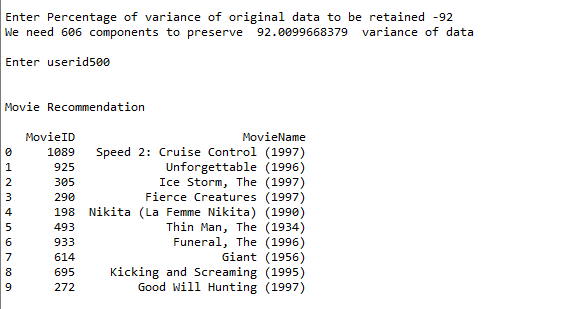 Enter Percentage of variance of original data to be retained -92
We need 606 components to preserve  92.0099668379  variance of data
Enter userid500
Movie Recommendation
MovieID MovieName
0 1089 Speed 2: Cruise Control (1997)
1 925 Unforgettable (1996)
2 305 Ice Storm, The (1997)
3 290 Fierce Creatures (1997)
4 198 Nikita (La Femme Nikita) (1990)
5 493 Thin Man, The (1934)
6 933 Funeral, The (1996)
7 614 Giant (1956)
8 695 Kicking and Screaming (1995)
9 272 Good Will Hunting (1997)